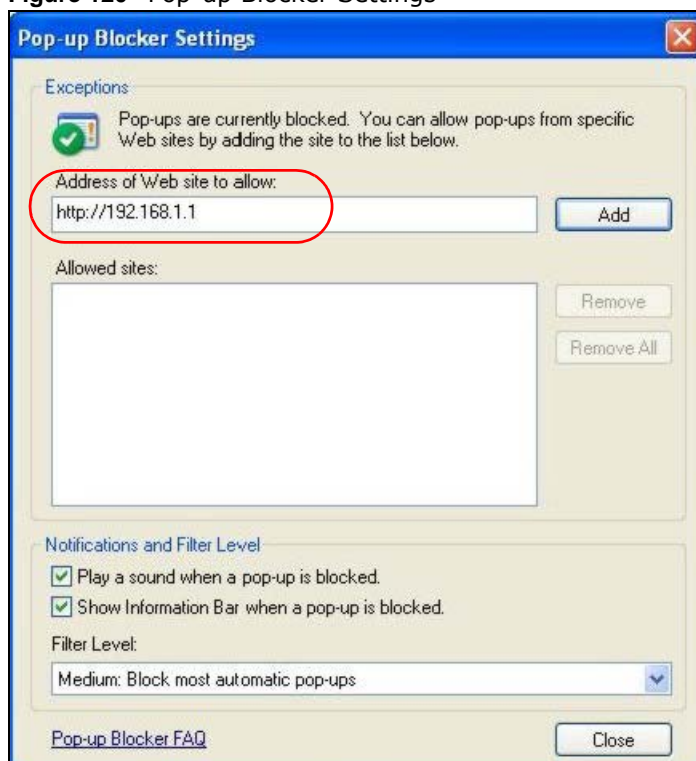 Pop-up Blocker Settings
Pop-up Blocker Settings
Exceptions
Pop-ups are currently blocked. You can allow pop-ups from specific
Web sites by adding the site to the list below.
Address of Web site to allow:
http://192.168.1.1
Add
Allowed sites:
Remove
Remove All
Notifications and Filter Level
Play a sound when a pop-up is blocked.
Show Information Bar when a pop-up is blocked.
Filter Level:
Medium: Block most automatic pop-ups
Pop-up Blocker FAQ
Close